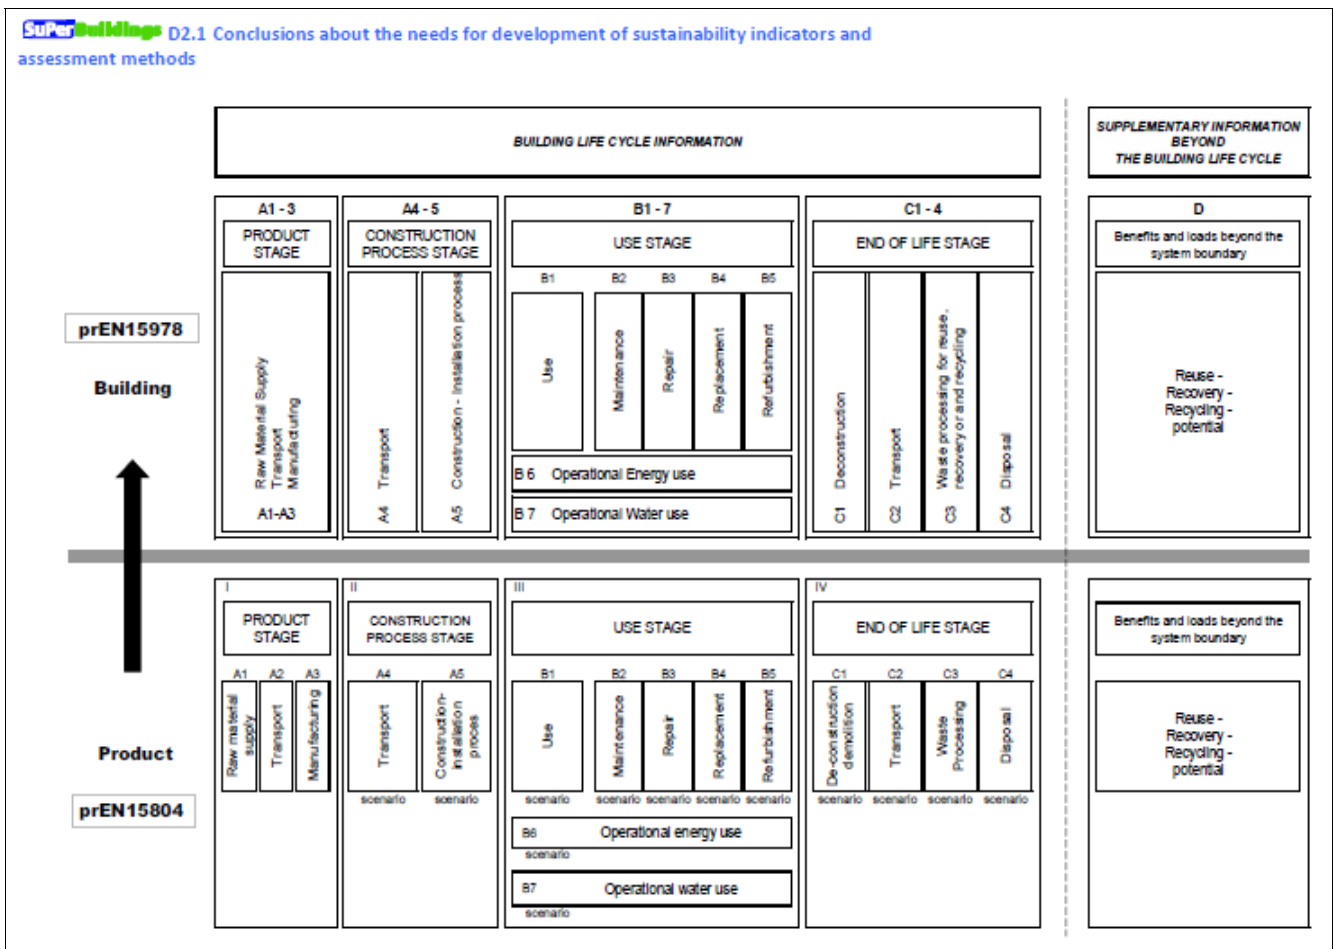 SuPerBuildings D2.1 Conclusions about the needs for development of sustainability indicators and
assessment methods
BUILDING LIFE CYCLE INFORMATION
SUPPLEMENTARY INFORMATION
BEYOND
THE BUILDING LIFE CYCLE
prEN15978
Building
A1 - 3
PRODUCT
STAGE
Raw Material Supply
Transport
Manufacturing
A1-A3
A4 - 5
CONSTRUCTION
PROCESS STAGE
A4 Transport
A5 Construction - Installation process
B1 - 7
USE STAGE
B1 B2 B3 B4 B5
Use
Maintenance
Repair
Replacement
Refurbishment
B 6 Operational Energy use
B 7 Operational Water use
C1 - 4
END OF LIFE STAGE
C1 Deconstruction
C2 Transport
C3 Waste processing for reuse,
recovery or and recycling
C4 Disposal
D
Benefits and loads beyond the
system boundary
Reuse -
Recovery -
Recycling -
potential
Product
prEN15804
I
PRODUCT
STAGE
A1 A2 A3
Raw material
supply
Transport
Manufacturing
II
CONSTRUCTION
PROCESS STAGE
A4 A5
Transport
Construction-
installation
proces
scenario scenario
III
USE STAGE
B1 B2 B3 B4 B5
Use
Maintenance
Repair
Replacement
Refurbishment
scenario scenario scenario scenario scenario
B6 Operational energy use
scenario
B7 Operational water use
scenario
IV
END OF LIFE STAGE
C1 C2 C3 C4
De-construction
demolition
Transport
Waste
Processing
Disposal
scenario scenario scenario scenario
Benefits and loads beyond the
system boundary
Reuse -
Recovery -
Recycling -
potential